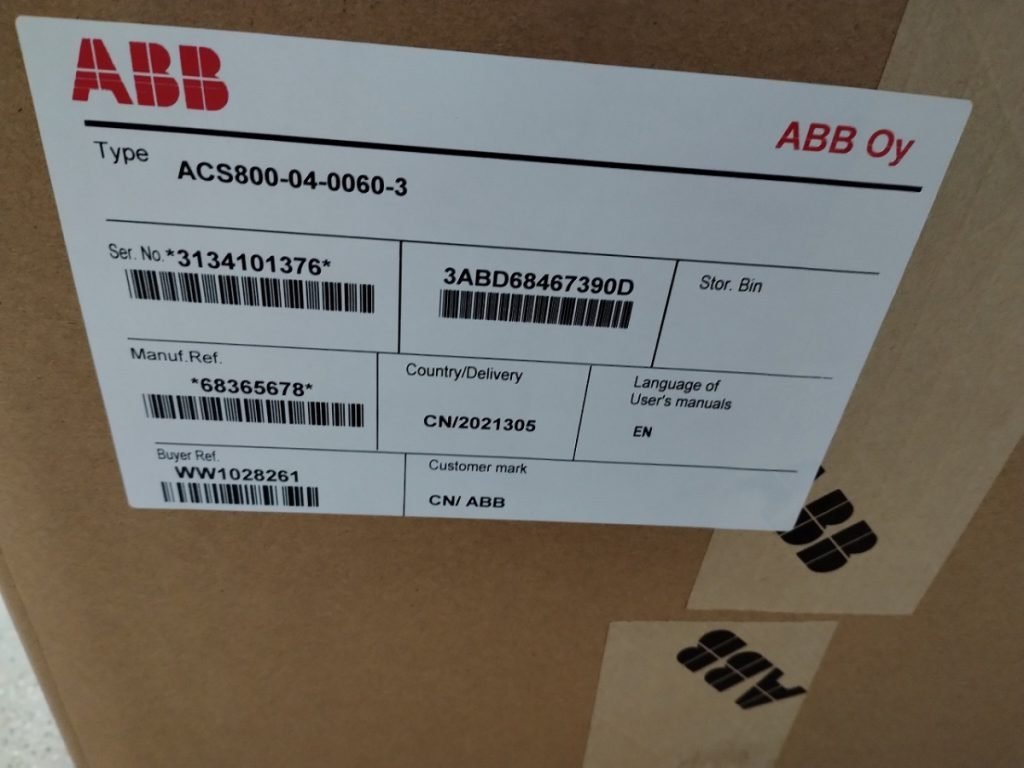 ABB
ABB Oy
Type ACS800-04-0060-3
Ser. No.*3134101376*
3ABD68467390D
Stor. Bin
Manuf.Ref.
*68365678*
Country/Delivery
CN/2021305
Language of
User's manuals
EN
Buyer Ref.
WW1028261
Customer mark
CN/ ABB
ABB
ABB